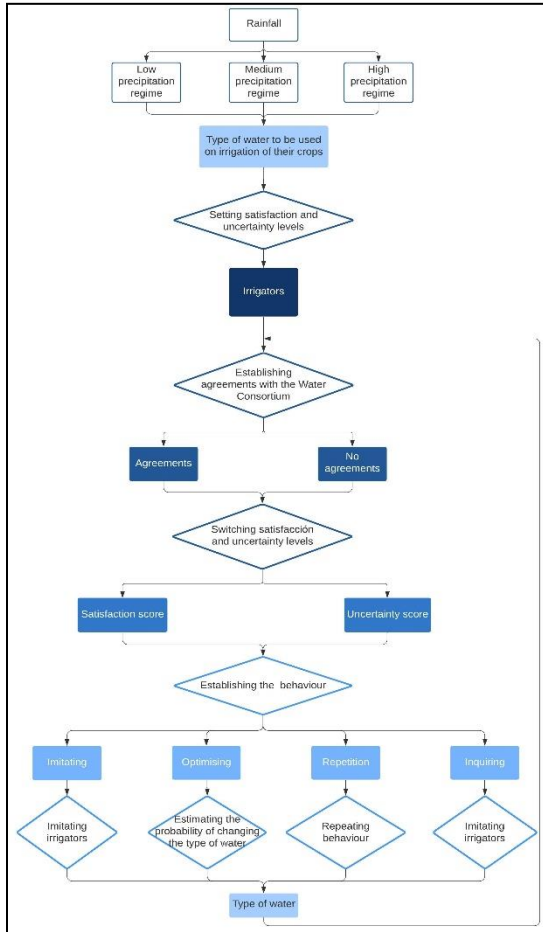 Rainfall
Low
precipitation
regime
Medium
precipitation
regime
High
precipitation
regime
Type of water to be used
on irrigation of their crops
Setting satisfaction and
uncertainty levels
Irrigators
Establishing
agreements with the Water
Consortium
Agreements
No
agreements
Switching satisfacción
and uncertainty levels
Satisfaction score
Uncertainty score
Establishing the behaviour
Imitating
Optimising
Repetition
Inquiring
Imitating
irrigators
Estimating the
probability of changing
the type of water
Repeating
behaviour
Imitating
irrigators
Type of water